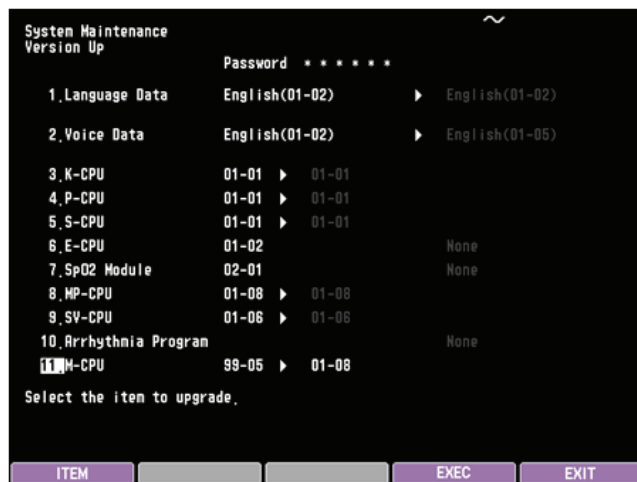 System Maintenance
Version Up
Password * * * * * *
1.Language Data English(01-02) ▶ English(01-02)
2.Voice Data English(01-02) ▶ English(01-05)
3.K-CPU 01-01 ▶ 01-01
4.P-CPU 01-01 ▶ 01-01
5.S-CPU 01-01 ▶ 01-01
6.E-CPU 01-02 None
7.SpO2 Module 02-01 None
8.MP-CPU 01-08 ▶ 01-08
9.SV-CPU 01-06 ▶ 01-06
10.Arrhythmia Program None
11.M-CPU 99-05 ▶ 01-08
Select the item to upgrade.
ITEM EXEC EXIT